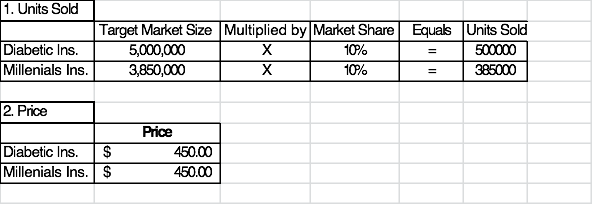 1. Units Sold
Target Market Size Multiplied by Market Share Equals Units Sold
Diabetic Ins. 5,000,000 X 10% = 500000
Millenials Ins. 3,850,000 X 10% = 385000
2. Price
Price
Diabetic Ins. $ 450.00
Millenials Ins. $ 450.00